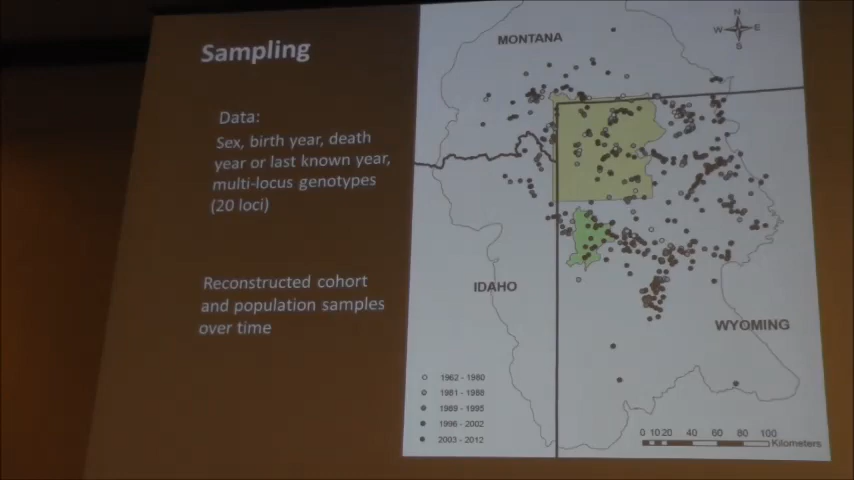 Sampling
Data:
Sex, birth year, death
year or last known year,
multi-locus genotypes
(20 loci)
Reconstructed cohort
and population samples
over time
MONTANA
N
W E
S
IDAHO
WYOMING
1962 - 1980
1981 - 1988
1989 - 1995
1996 - 2002
2003 - 2012
0 10 20 40 60 80 100
Kilometers